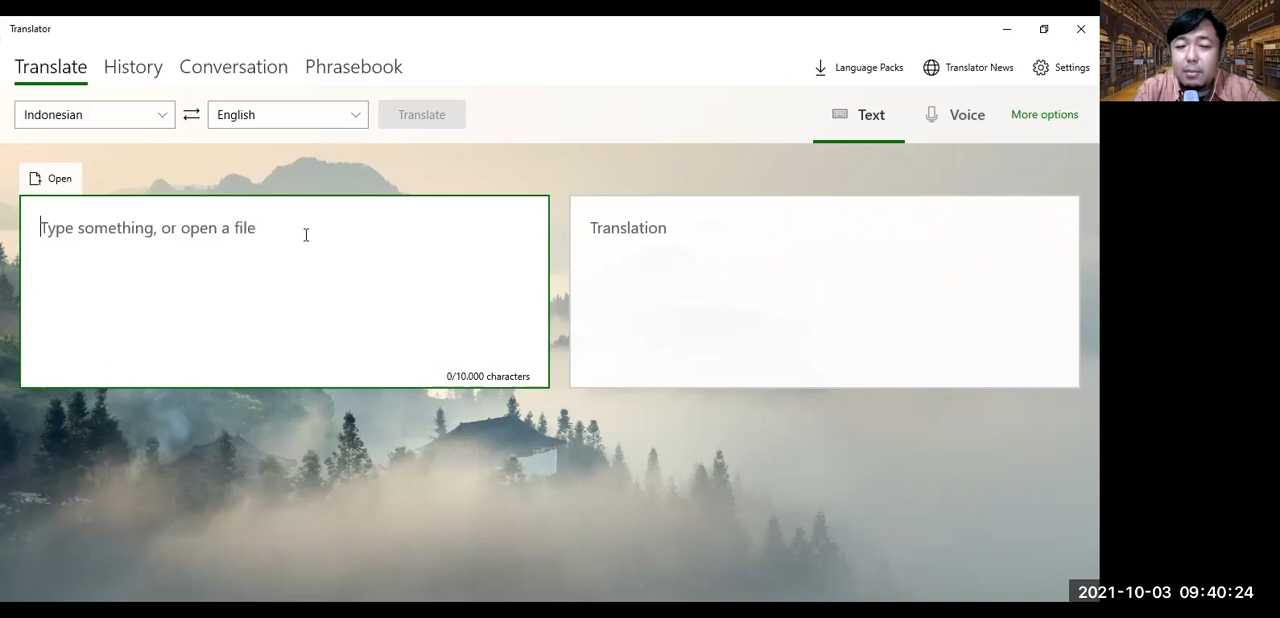 Translator
Translate History Conversation Phrasebook Language Packs Translator News Settings
Indonesian English Translate Text Voice More options
Open
Type something, or open a file
Translation
0/10.000 characters
2021-10-03 09:40:24